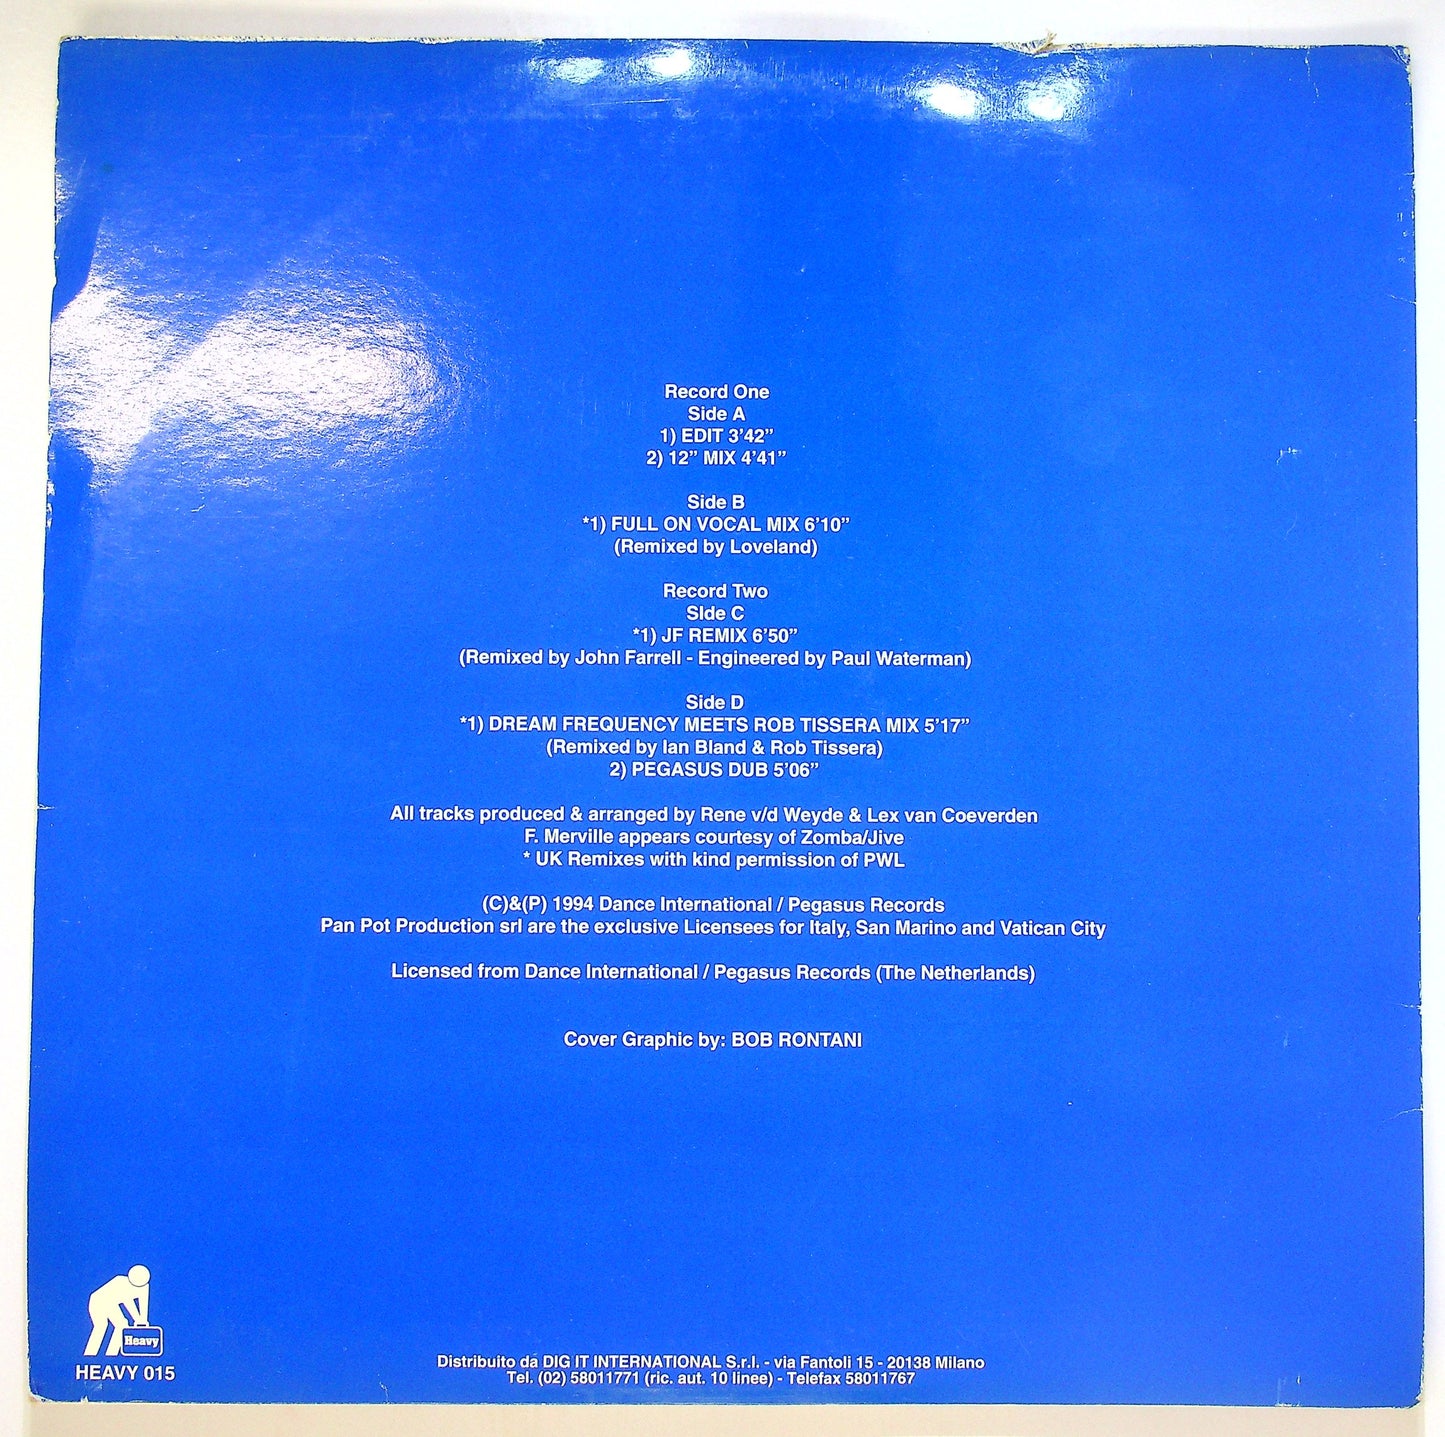 Record One
Side A
1) EDIT 3'42”
2) 12” MIX 4'41”
Side B
*1) FULL ON VOCAL MIX 6'10”
(Remixed by Loveland)
Record Two
SIde C
*1) JF REMIX 6'50”
(Remixed by John Farrell - Engineered by Paul Waterman)
Side D
*1) DREAM FREQUENCY MEETS ROB TISSERA MIX 5'17”
(Remixed by Ian Bland & Rob Tissera)
2) PEGASUS DUB 5'06”
All tracks produced & arranged by Rene v/d Weyde & Lex van Coeverden
F. Merville appears courtesy of Zomba/Jive
* UK Remixes with kind permission of PWL
(C)&(P) 1994 Dance International / Pegasus Records
Pan Pot Production srl are the exclusive Licensees for Italy, San Marino and Vatican City
Licensed from Dance International / Pegasus Records (The Netherlands)
Cover Graphic by: BOB RONTANI
Heavy
HEAVY 015
Distribuito da DIG IT INTERNATIONAL S.r.l. - via Fantoli 15 - 20138 Milano
Tel. (02) 58011771 (ric. aut. 10 linee) - Telefax 58011767